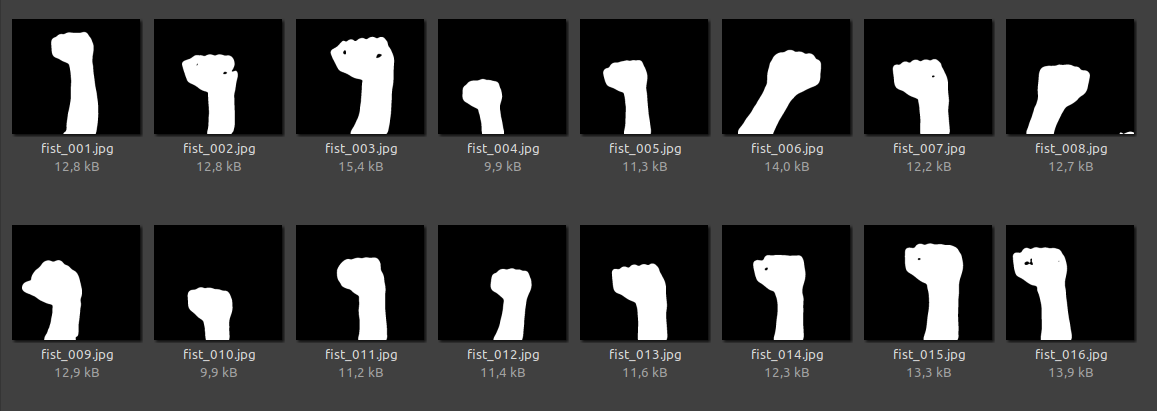 fist_001.jpg fist_002.jpg fist_003.jpg fist_004.jpg fist_005.jpg fist_006.jpg fist_007.jpg fist_008.jpg
12,8 kB 12,8 kB 15,4 kB 9,9 kB 11,3 kB 14,0 kB 12,2 kB 12,7 kB
fist_009.jpg fist_010.jpg fist_011.jpg fist_012.jpg fist_013.jpg fist_014.jpg fist_015.jpg fist_016.jpg
12,9 kB 9,9 kB 11,2 kB 11,4 kB 11,6 kB 12,3 kB 13,3 kB 13,9 kB